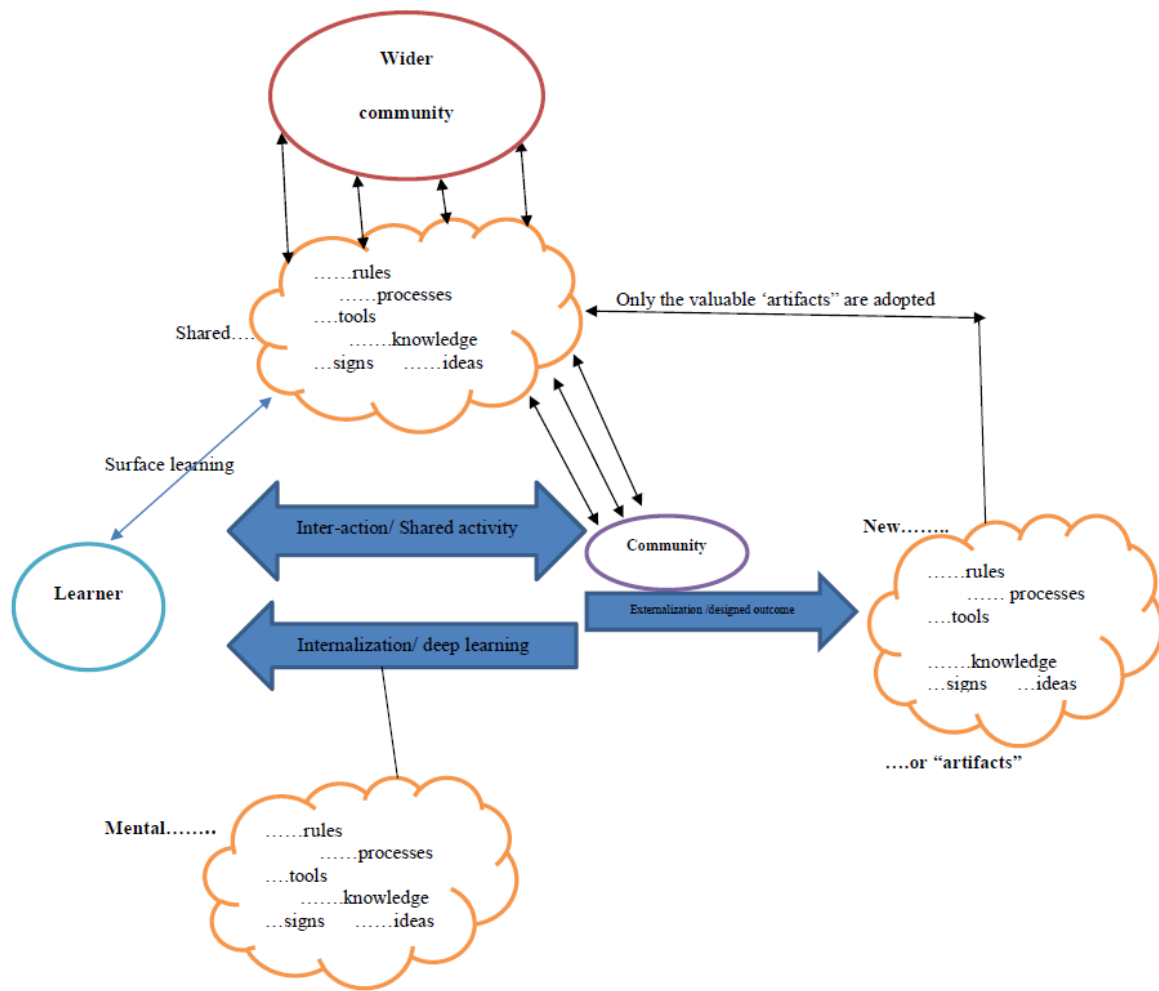 Wider
community
……rules
……processes
….tools
…….knowledge
…signs ……ideas
Shared….
Only the valuable ‘artifacts” are adopted
Surface learning
Inter-action/ Shared activity
Community
Learner
Externalization /designed outcome
Internalization/ deep learning
New……..
……rules
…… processes
….tools
…….knowledge
…signs …ideas
….or “artifacts”
Mental……..
……rules
……processes
….tools
…….knowledge
…signs ……ideas